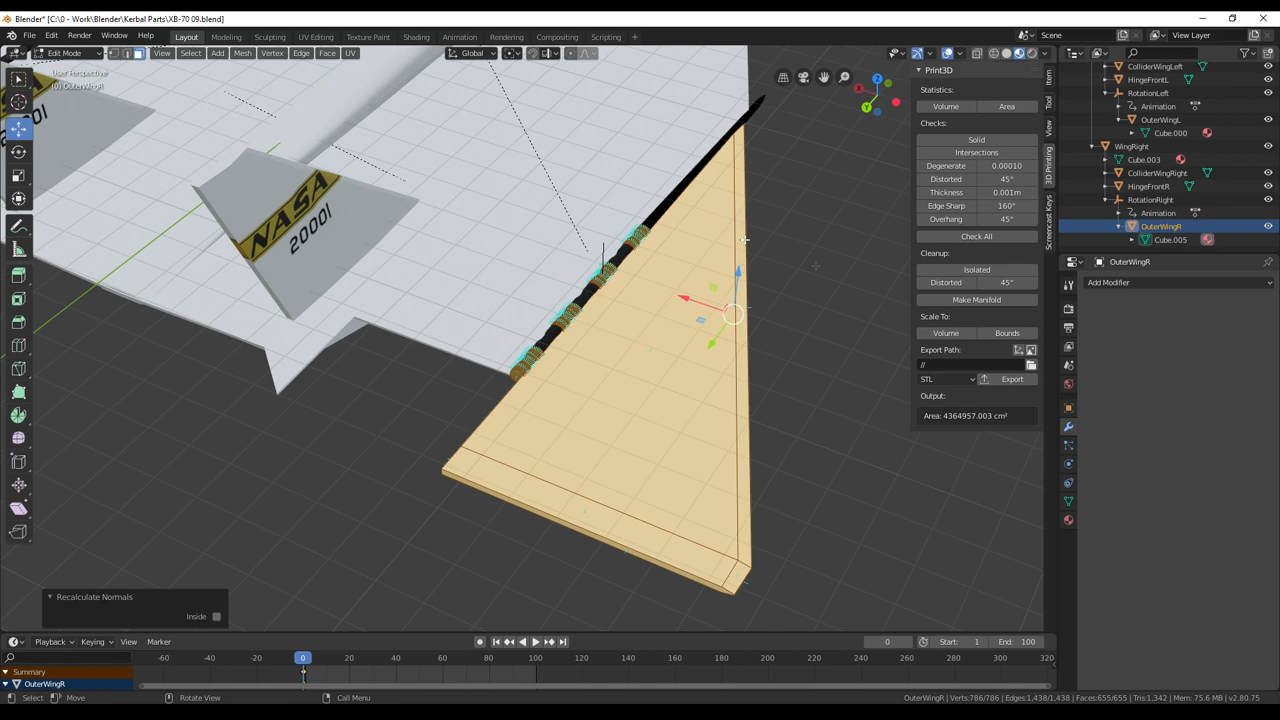 Blender* [C:\0 - Work\Blender\Kerbal Parts\XB-70 09.blend]
File Edit Render Window Help Layout Modeling Sculpting UV Editing Texture Paint Shading Animation Rendering Compositing Scripting Scene View Layer
Edit Mode View Select Add Mesh Vertex Edge Face UV Global
User Perspective
(0) OuterWingR
NASA
20001
Print3D
Statistics:
Volume Area
Checks:
Solid
Intersections
Degenerate 0.00010
Distorted 45°
Thickness 0.001m
Edge Sharp 160°
Overhang 45°
Check All
Cleanup:
Isolated
Distorted 45°
Make Manifold
Scale To:
Volume Bounds
Export Path:
//
STL Export
Output:
Area: 4364957.003 cm²
Item
Tool
View
3D Printing
Screencast Keys
ColliderWingLeft
HingeFrontL
RotationLeft
Animation
OuterWingL
Cube.000
WingRight
Cube.003
ColliderWingRight
HingeFrontR
RotationRight
Animation
OuterWingR
Cube.005
OuterWingR
Add Modifier
Recalculate Normals
Inside
Playback Keying View Marker 0 Start: 1 End: 100
-60 -40 -20 0 20 40 60 80 100 120 140 160 180 200 220 240 260 280 300 320
Summary
OuterWingR
Select Move Rotate View Call Menu OuterWingR | Verts:786/786 | Edges:1,438/1,438 | Faces:655/655 | Tris:1,342 | Mem: 75.6 MB | v2.80.75